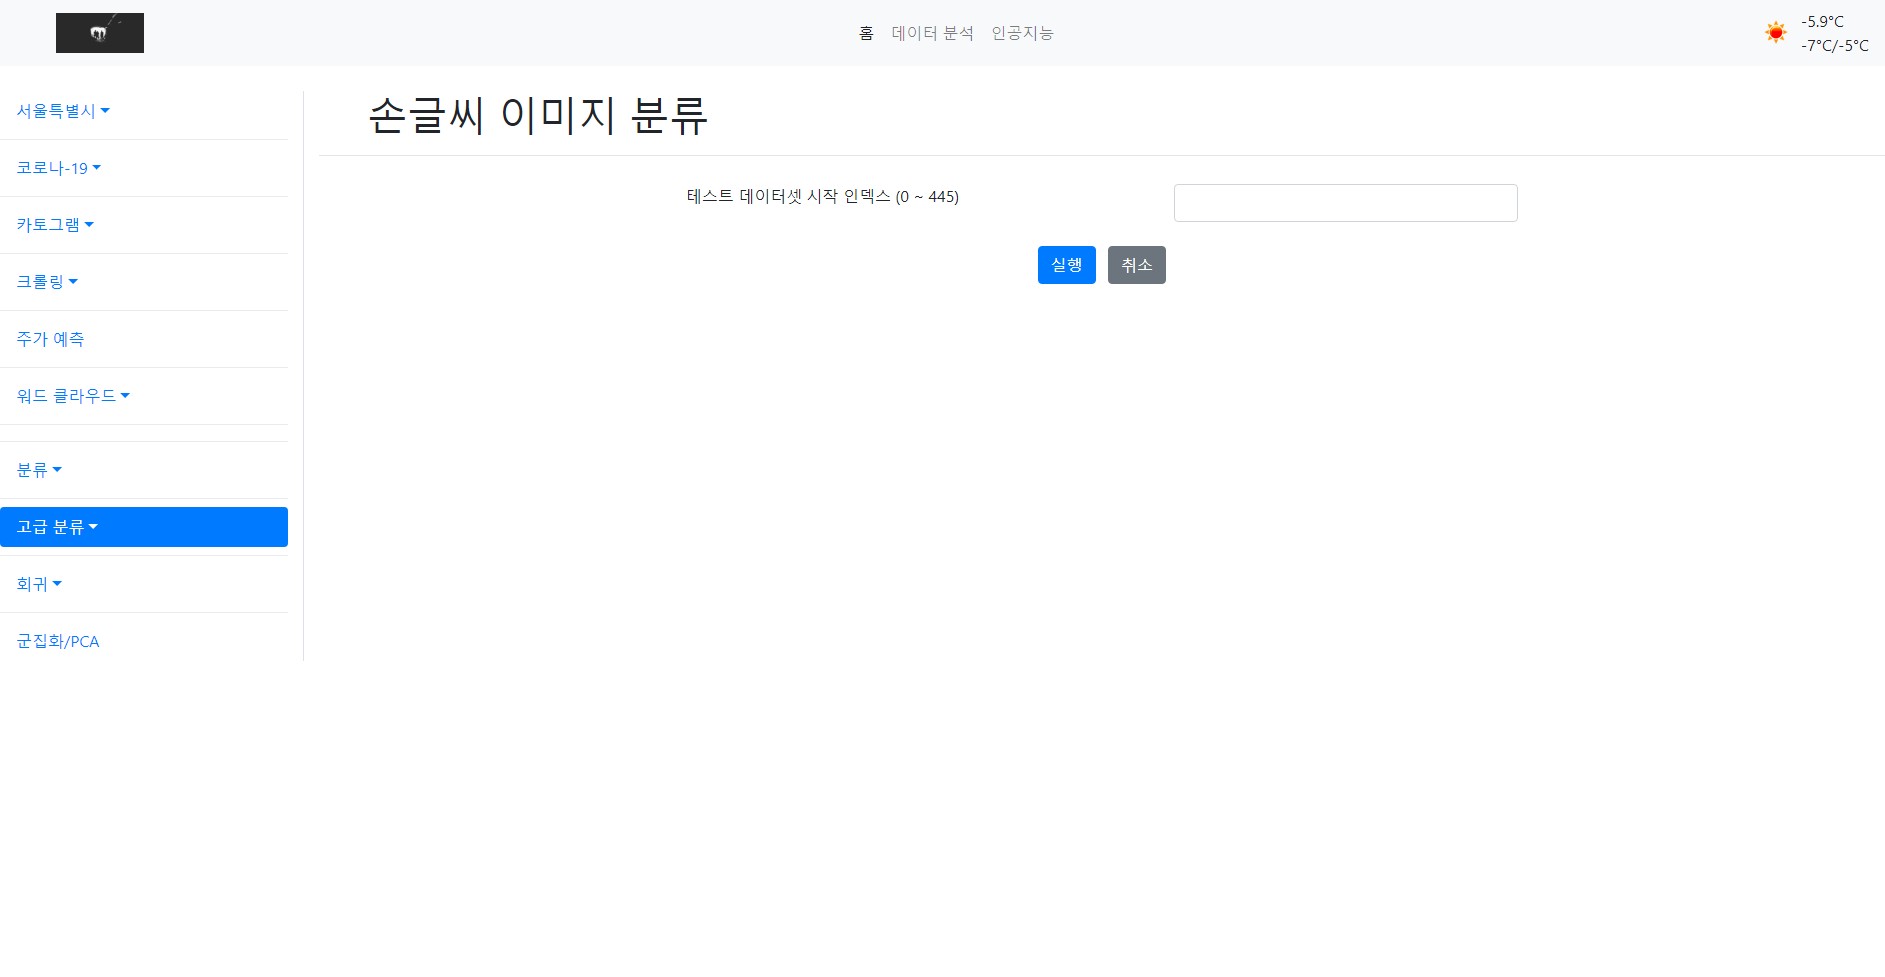 홈 데이터 분석 인공지능
-5.9°C
-7°C/-5°C
서울특별시
코로나-19
카토그램
크롤링
주가 예측
워드 클라우드
분류
고급 분류
회귀
군집화/PCA
손글씨 이미지 분류
테스트 데이터셋 시작 인덱스 (0 ~ 445)
실행 취소